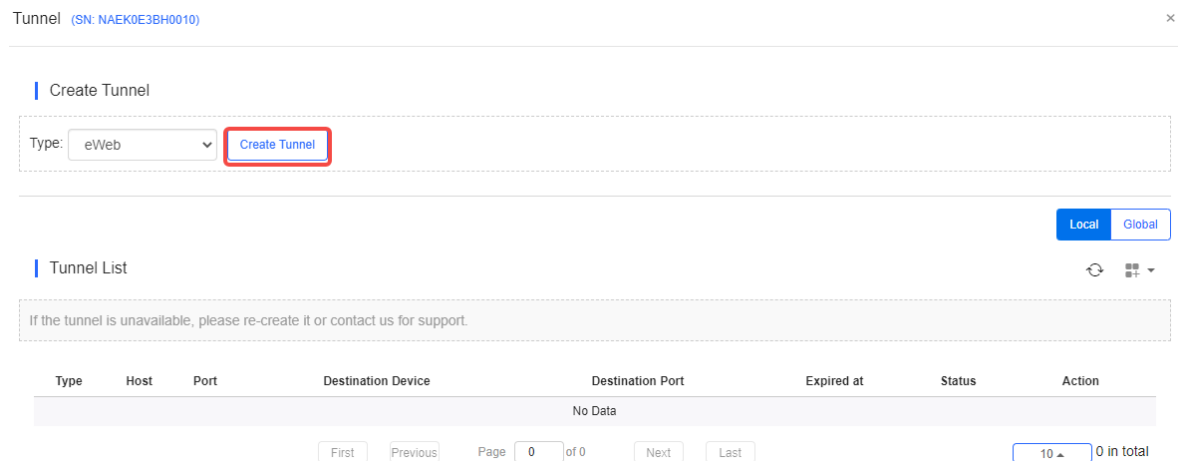 Tunnel (SN: NAEK0E3BH0010) ×
Create Tunnel
Type: eWeb Create Tunnel
Local Global
Tunnel List
If the tunnel is unavailable, please re-create it or contact us for support.
Type Host Port Destination Device Destination Port Expired at Status Action
No Data
First Previous Page 0 of 0 Next Last 10 0 in total